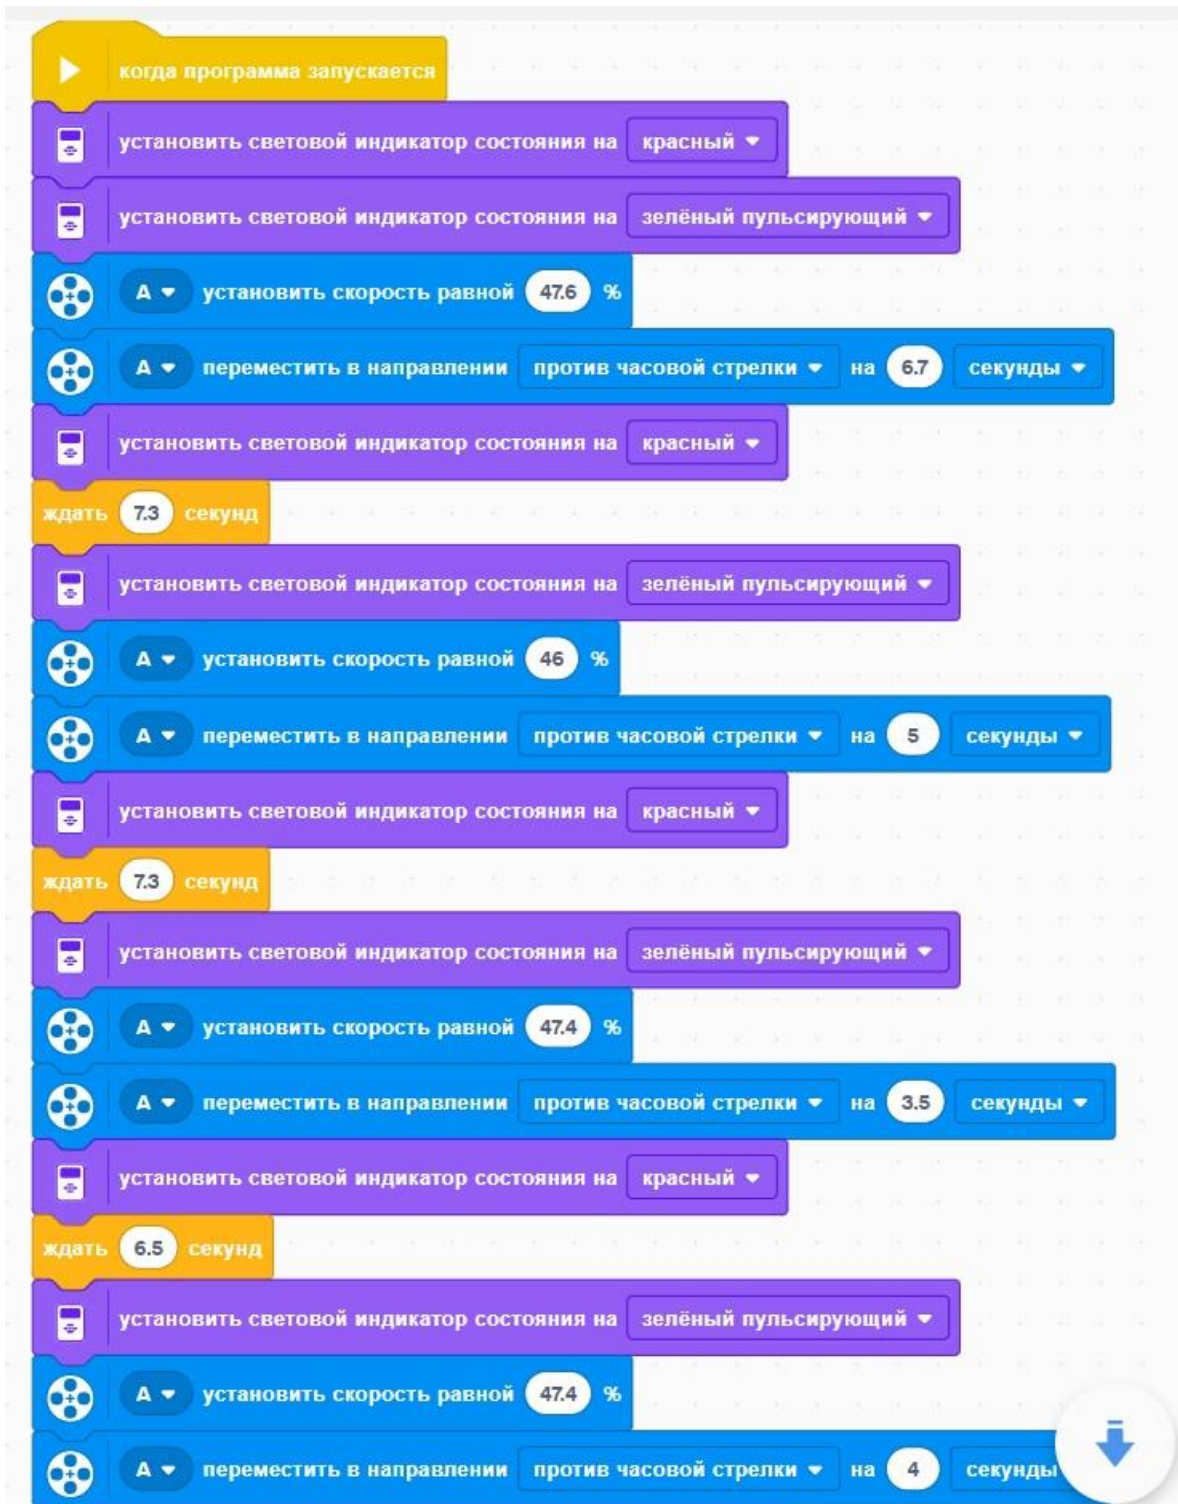 когда программа запускается
установить световой индикатор состояния на красный
установить световой индикатор состояния на зелёный пульсирующий
A установить скорость равной 47.6 %
A переместить в направлении против часовой стрелки на 6.7 секунды
установить световой индикатор состояния на красный
ждать 7.3 секунд
установить световой индикатор состояния на зелёный пульсирующий
A установить скорость равной 46 %
A переместить в направлении против часовой стрелки на 5 секунды
установить световой индикатор состояния на красный
ждать 7.3 секунд
установить световой индикатор состояния на зелёный пульсирующий
A установить скорость равной 47.4 %
A переместить в направлении против часовой стрелки на 3.5 секунды
установить световой индикатор состояния на красный
ждать 6.5 секунд
установить световой индикатор состояния на зелёный пульсирующий
A установить скорость равной 47.4 %
A переместить в направлении против часовой стрелки на 4 секунды